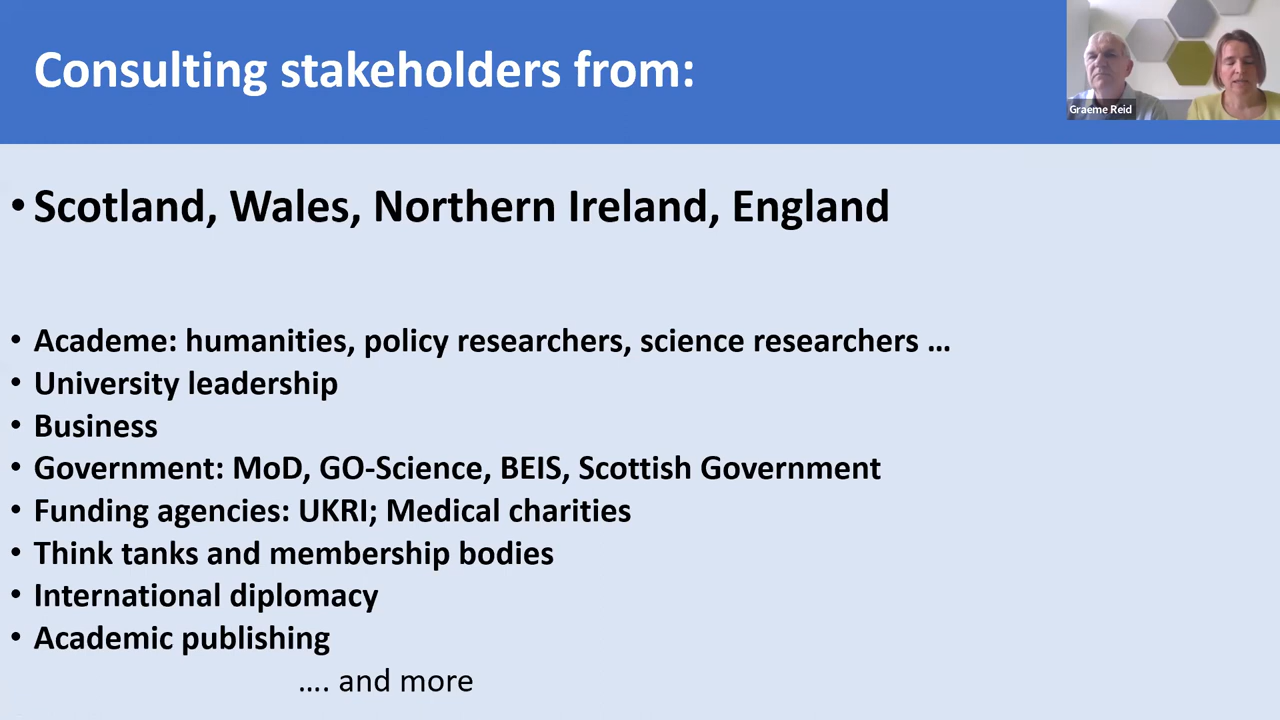 Consulting stakeholders from:
Graeme Reid
• Scotland, Wales, Northern Ireland, England
• Academe: humanities, policy researchers, science researchers …
• University leadership
• Business
• Government: MoD, GO-Science, BEIS, Scottish Government
• Funding agencies: UKRI; Medical charities
• Think tanks and membership bodies
• International diplomacy
• Academic publishing
…. and more